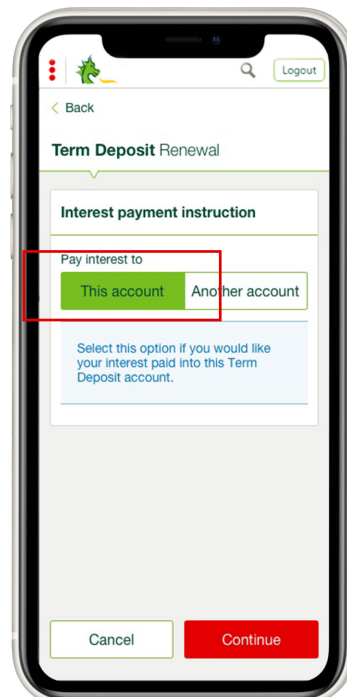 Logout
Back
Term Deposit Renewal
Interest payment instruction
Pay interest to
This account
Another account
Select this option if you would like
your interest paid into this Term
Deposit account.
Cancel
Continue